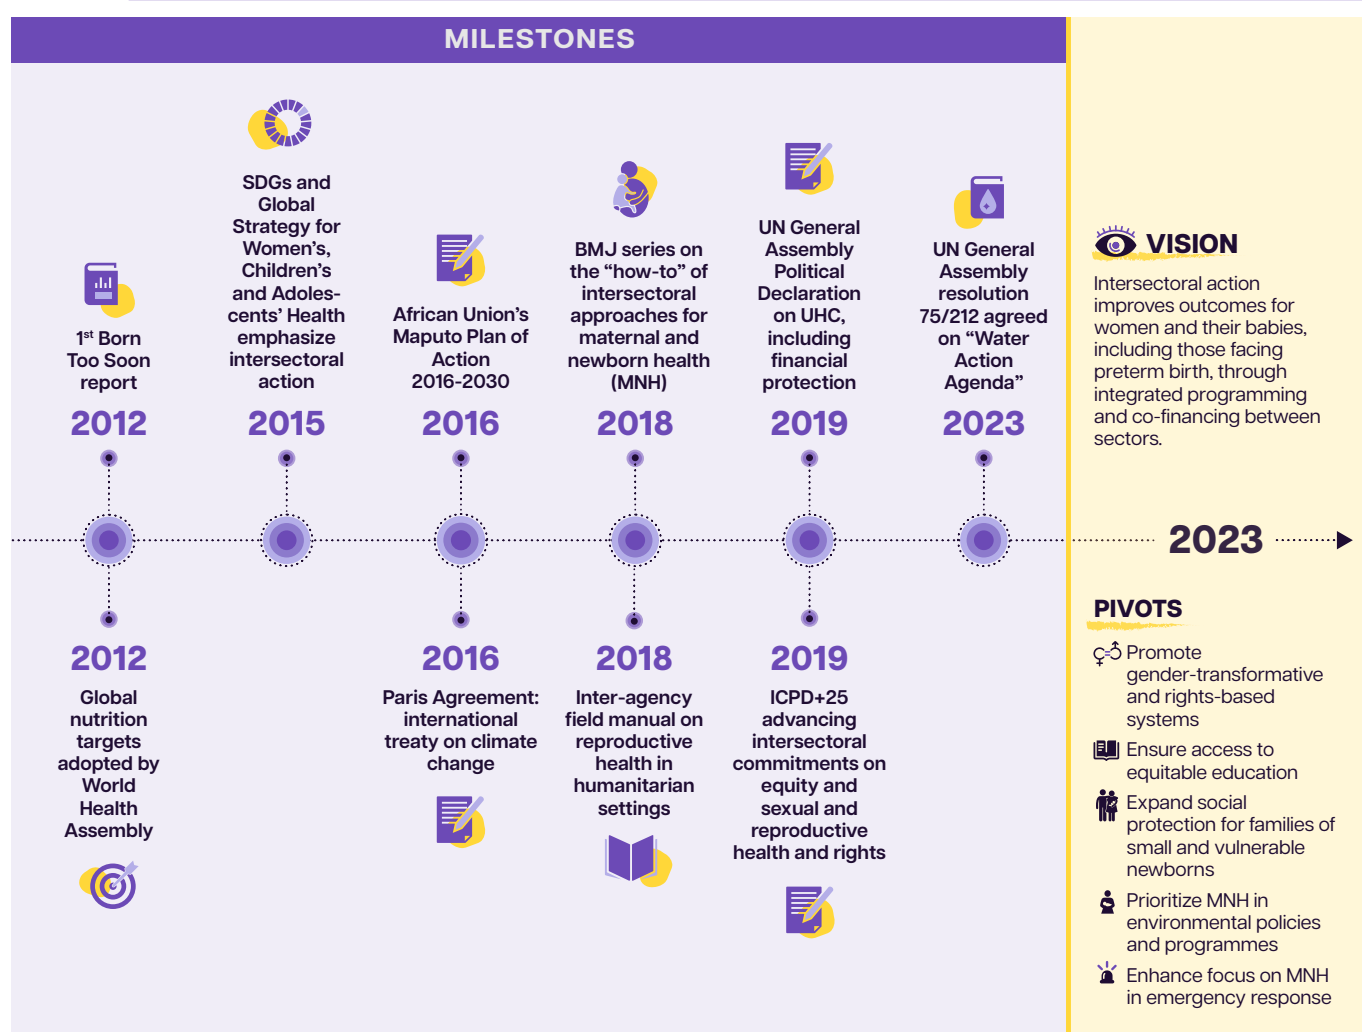 MILESTONES
1st Born
Too Soon
report
2012
SDGs and
Global
Strategy for
Women’s,
Children’s
and Adoles-
cents’ Health
emphasize
intersectoral
action
2015
African Union’s
Maputo Plan of
Action
2016-2030
2016
BMJ series on
the “how-to” of
intersectoral
approaches for
maternal and
newborn health
(MNH)
2018
UN General
Assembly
Political
Declaration
on UHC,
including
financial
protection
2019
UN General
Assembly
resolution
75/212 agreed
on “Water
Action
Agenda”
2023
2012
Global
nutrition
targets
adopted by
World
Health
Assembly
2016
Paris Agreement:
international
treaty on climate
change
2018
Inter-agency
field manual on
reproductive
health in
humanitarian
settings
2019
ICPD+25
advancing
intersectoral
commitments on
equity and
sexual and
reproductive
health and rights
VISION
Intersectoral action
improves outcomes for
women and their babies,
including those facing
preterm birth, through
integrated programming
and co-financing between
sectors.
2023
PIVOTS
Promote
gender-transformative
and rights-based
systems
Ensure access to
equitable education
Expand social
protection for families of
small and vulnerable
newborns
Prioritize MNH in
environmental policies
and programmes
Enhance focus on MNH
in emergency response